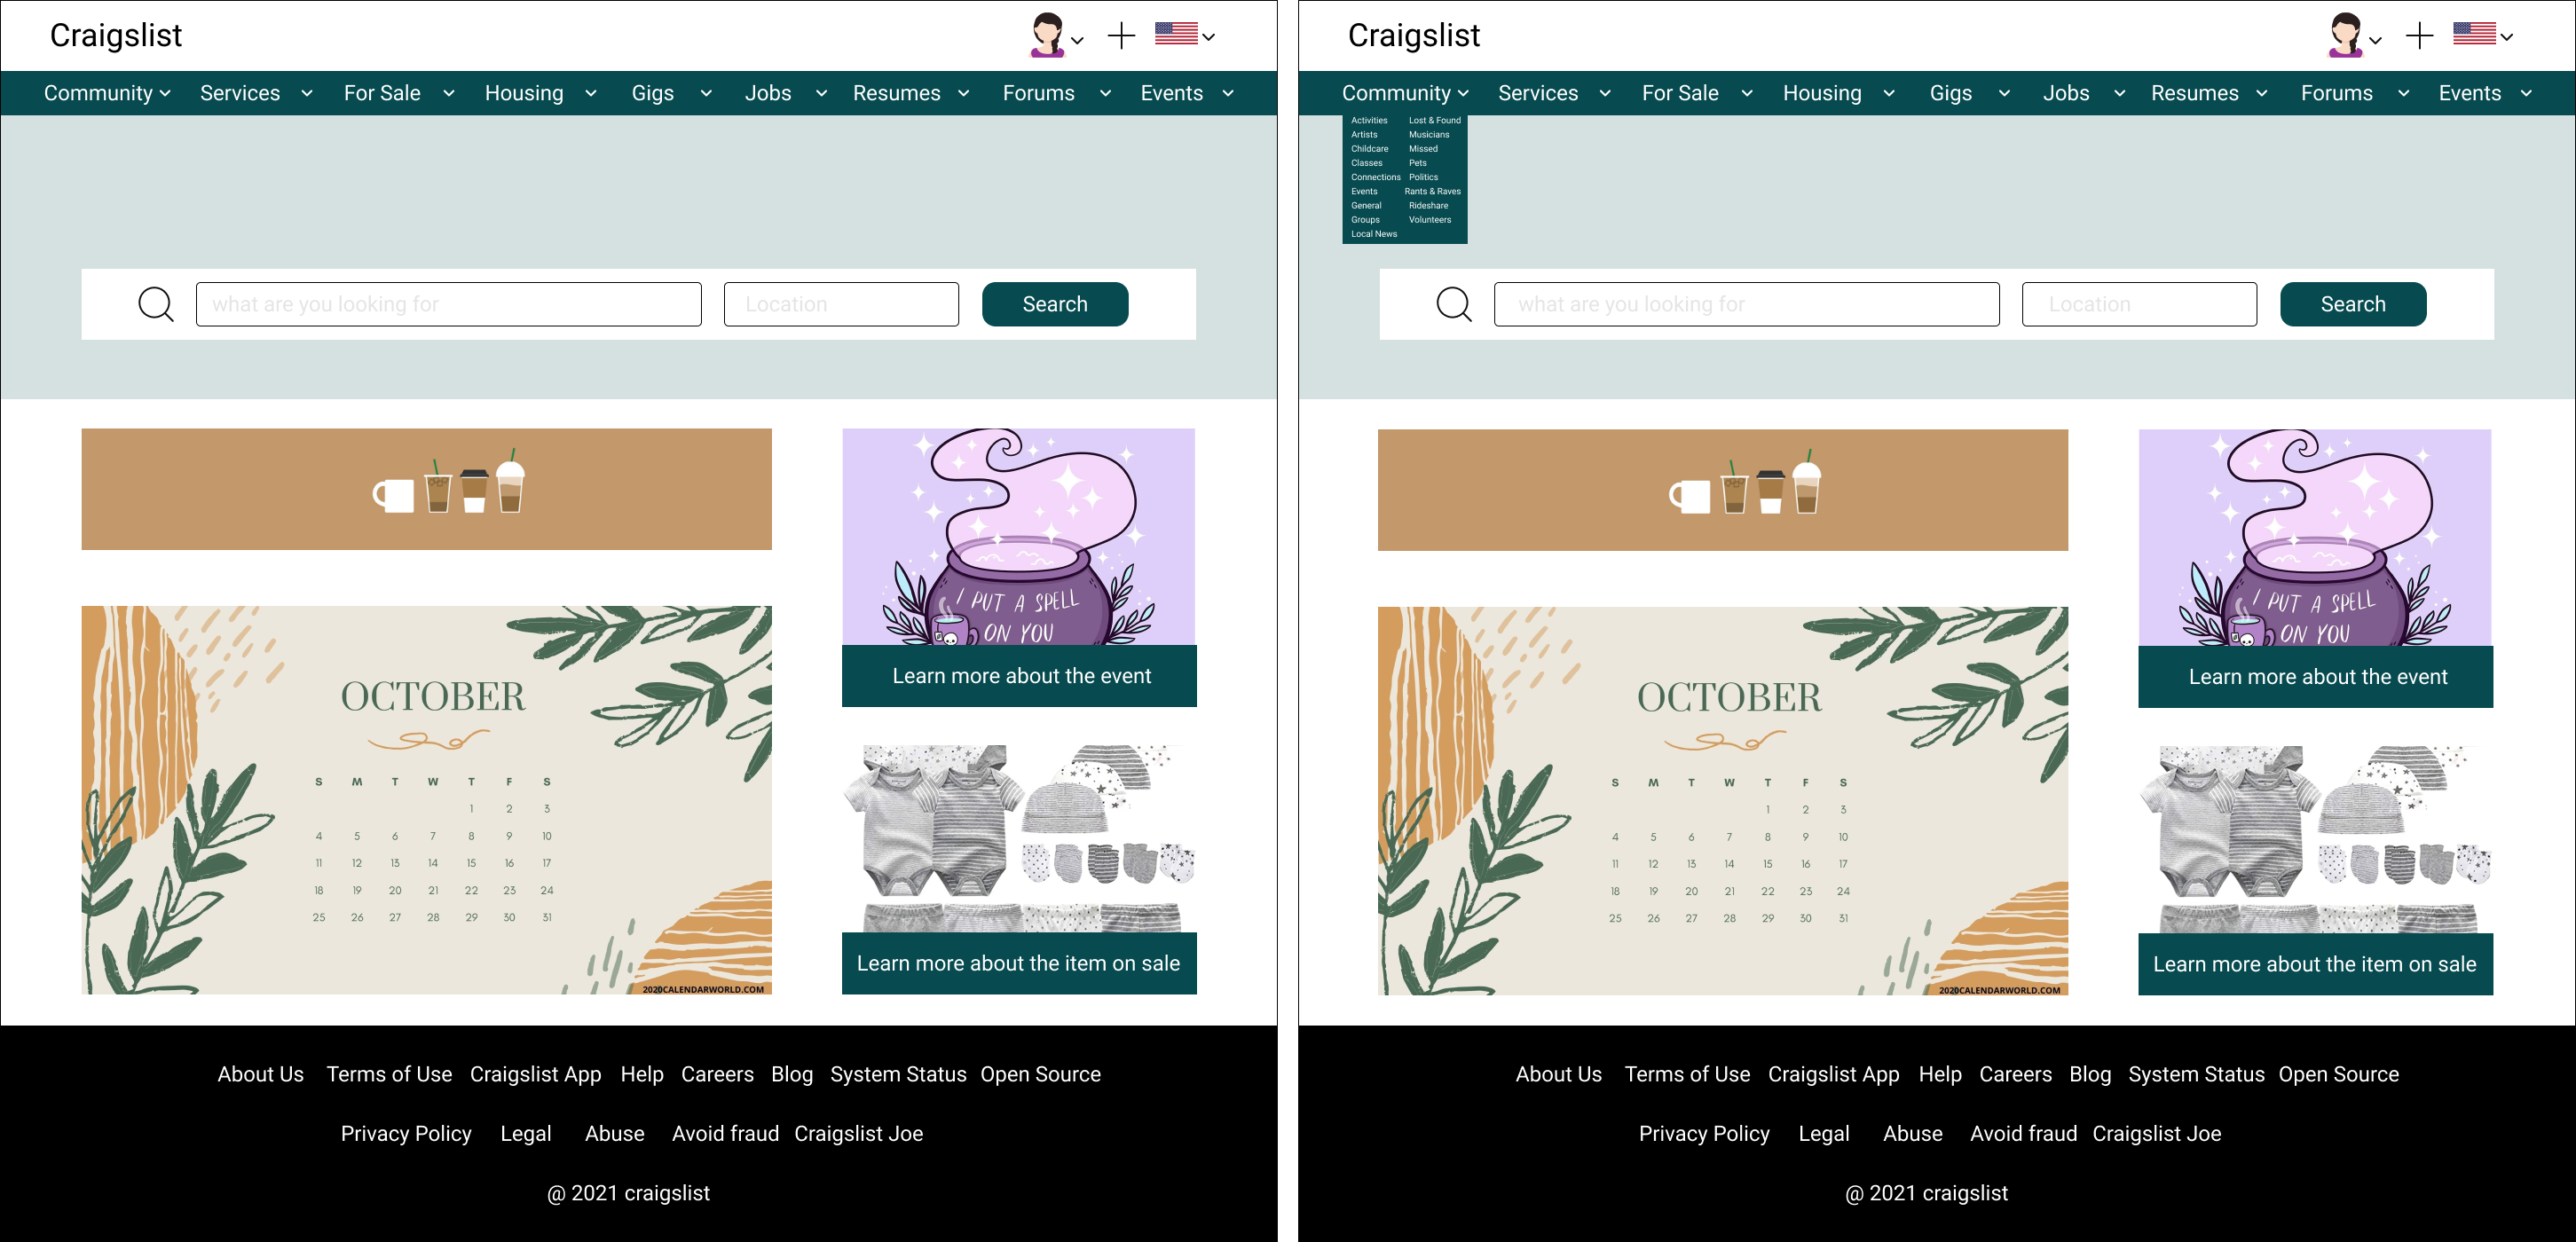 Craigslist
Community Services For Sale Housing Gigs Jobs Resumes Forums Events
what are you looking for Location Search
I PUT A SPELL
ON YOU
Learn more about the event
OCTOBER
S M T W T F S
1 2 3
4 5 6 7 8 9 10
11 12 13 14 15 16 17
18 19 20 21 22 23 24
25 26 27 28 29 30 31
2020CALENDARWORLD.COM
Learn more about the item on sale
About Us Terms of Use Craigslist App Help Careers Blog System Status Open Source
Privacy Policy Legal Abuse Avoid fraud Craigslist Joe
@ 2021 craigslist
Craigslist
Community Services For Sale Housing Gigs Jobs Resumes Forums Events
Activities Lost & Found
Artists Musicians
Childcare Missed
Classes Pets
Connections Politics
Events Rants & Raves
General Rideshare
Groups Volunteers
Local News
what are you looking for Location Search
I PUT A SPELL
ON YOU
Learn more about the event
OCTOBER
S M T W T F S
1 2 3
4 5 6 7 8 9 10
11 12 13 14 15 16 17
18 19 20 21 22 23 24
25 26 27 28 29 30 31
2020CALENDARWORLD.COM
Learn more about the item on sale
About Us Terms of Use Craigslist App Help Careers Blog System Status Open Source
Privacy Policy Legal Abuse Avoid fraud Craigslist Joe
@ 2021 craigslist